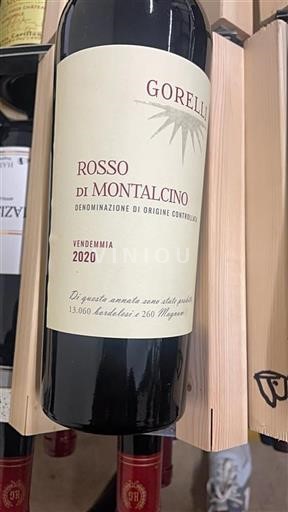 GORELLI
ROSSO
DI MONTALCINO
DENOMINAZIONE DI ORIGINE CONTROLLATA
VENDEMMIA
2020
VINIOU
Di questa annata sono state prodotte
13.060 bordolesi e 260 Magnum